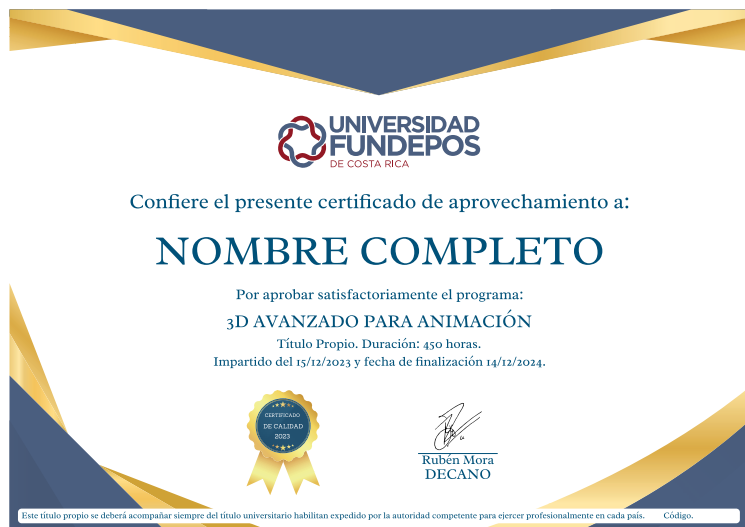 UNIVERSIDAD
FUNDEPOS
DE COSTA RICA
Confiere el presente certificado de aprovechamiento a:
NOMBRE COMPLETO
Por aprobar satisfactoriamente el programa:
3D AVANZADO PARA ANIMACIÓN
Título Propio. Duración: 450 horas.
Impartido del 15/12/2023 y fecha de finalización 14/12/2024.
CERTIFICADO
DE CALIDAD
2023
Rubén Mora
DECANO
Este título propio se deberá acompañar siempre del título universitario habilitan expedido por la autoridad competente para ejercer profesionalmente en cada país. Código.